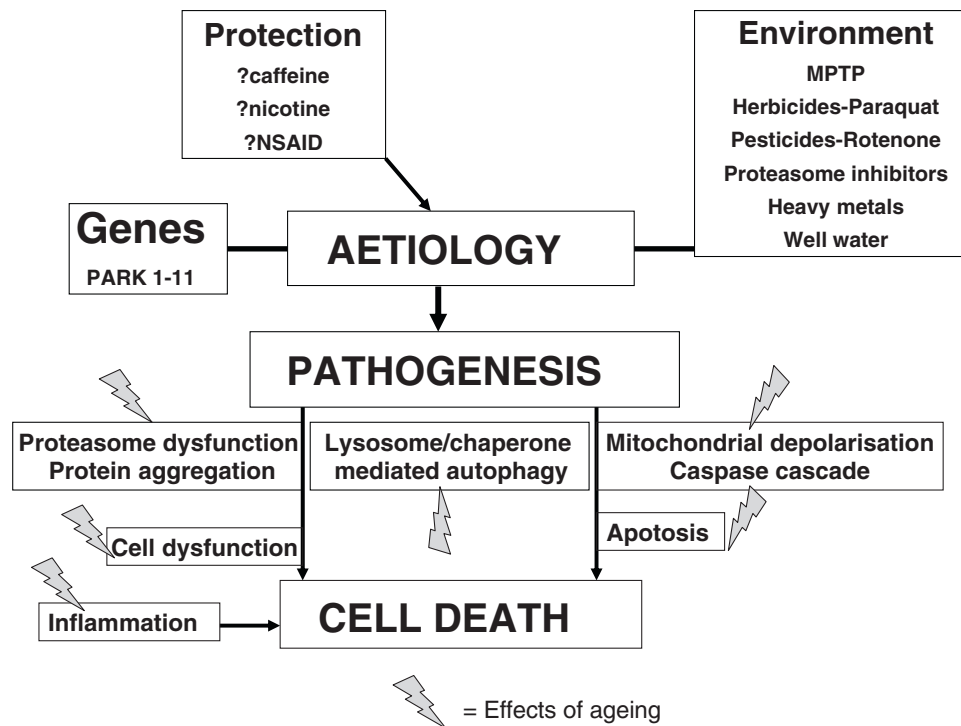 Protection
?caffeine
?nicotine
?NSAID
Environment
MPTP
Herbicides-Paraquat
Pesticides-Rotenone
Proteasome inhibitors
Heavy metals
Well water
Genes
PARK 1-11
AETIOLOGY
PATHOGENESIS
Proteasome dysfunction
Protein aggregation
Lysosome/chaperone
mediated autophagy
Mitochondrial depolarisation
Caspase cascade
Cell dysfunction
Apotosis
Inflammation
CELL DEATH
= Effects of ageing